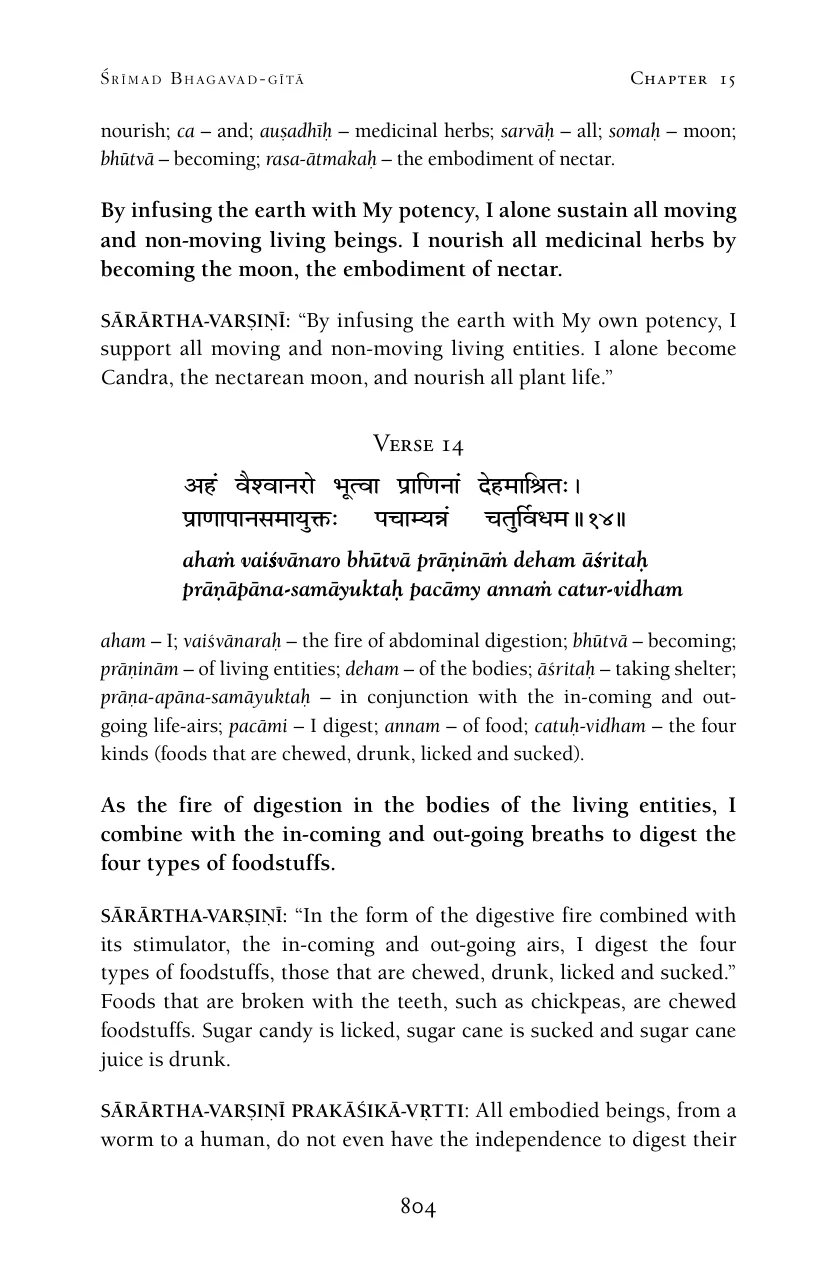 Śrīmad Bhagavad-gītā Chapter 15
nourish; ca – and; auṣadhīḥ – medicinal herbs; sarvāḥ – all; somaḥ – moon;
bhūtvā – becoming; rasa-ātmakaḥ – the embodiment of nectar.
By infusing the earth with My potency, I alone sustain all moving
and non-moving living beings. I nourish all medicinal herbs by
becoming the moon, the embodiment of nectar.
SĀRĀRTHA-VARṢIṆĪ: “By infusing the earth with My own potency, I
support all moving and non-moving living entities. I alone become
Candra, the nectarean moon, and nourish all plant life.”
Verse 14
अहं वैश्वानरो भूत्वा प्राणिनां देहमाश्रितः ।
प्राणापानसमायुक्तः पचाम्यन्नं चतुर्विधम ॥ १४॥
ahaṁ vaiśvānaro bhūtvā prāṇināṁ deham āśritaḥ
prāṇāpāna-samāyuktaḥ pacāmy annaṁ catur-vidham
aham – I; vaiśvānaraḥ – the fire of abdominal digestion; bhūtvā – becoming;
prāṇinām – of living entities; deham – of the bodies; āśritaḥ – taking shelter;
prāṇa-apāna-samāyuktaḥ – in conjunction with the in-coming and out-
going life-airs; pacāmi – I digest; annam – of food; catuḥ-vidham – the four
kinds (foods that are chewed, drunk, licked and sucked).
As the fire of digestion in the bodies of the living entities, I
combine with the in-coming and out-going breaths to digest the
four types of foodstuffs.
SĀRĀRTHA-VARṢIṆĪ: “In the form of the digestive fire combined with
its stimulator, the in-coming and out-going airs, I digest the four
types of foodstuffs, those that are chewed, drunk, licked and sucked.”
Foods that are broken with the teeth, such as chickpeas, are chewed
foodstuffs. Sugar candy is licked, sugar cane is sucked and sugar cane
juice is drunk.
SĀRĀRTHA-VARṢIṆĪ PRAKĀŚIKĀ-VṚTTI: All embodied beings, from a
worm to a human, do not even have the independence to digest their
804